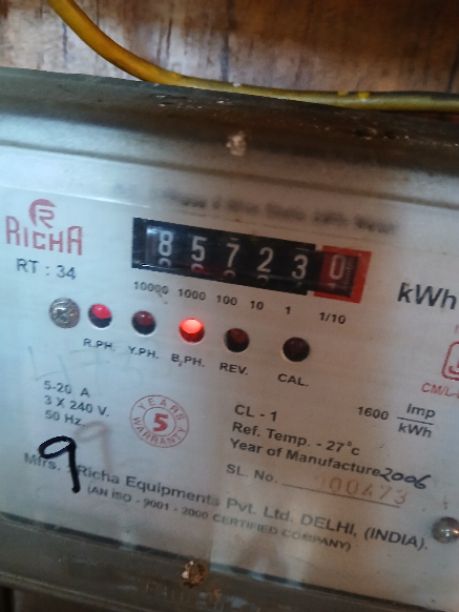 RICHA
RT : 34
8 5 7 2 3 0
kWh
10000 1000 100 10 1 1/10
R.PH. Y.PH. B.PH. REV. CAL.
5-20 A
3 X 240 V.
50 Hz.
5 YEARS WARRANTY
CL - 1
1600 Imp/kWh
Ref. Temp. - 27°c
Year of Manufacture 2006
SL. No.
9
Mfrs. : Richa Equipments Pvt. Ltd. DELHI, (INDIA).
(AN ISO - 9001 - 2000 CERTIFIED COMPANY)